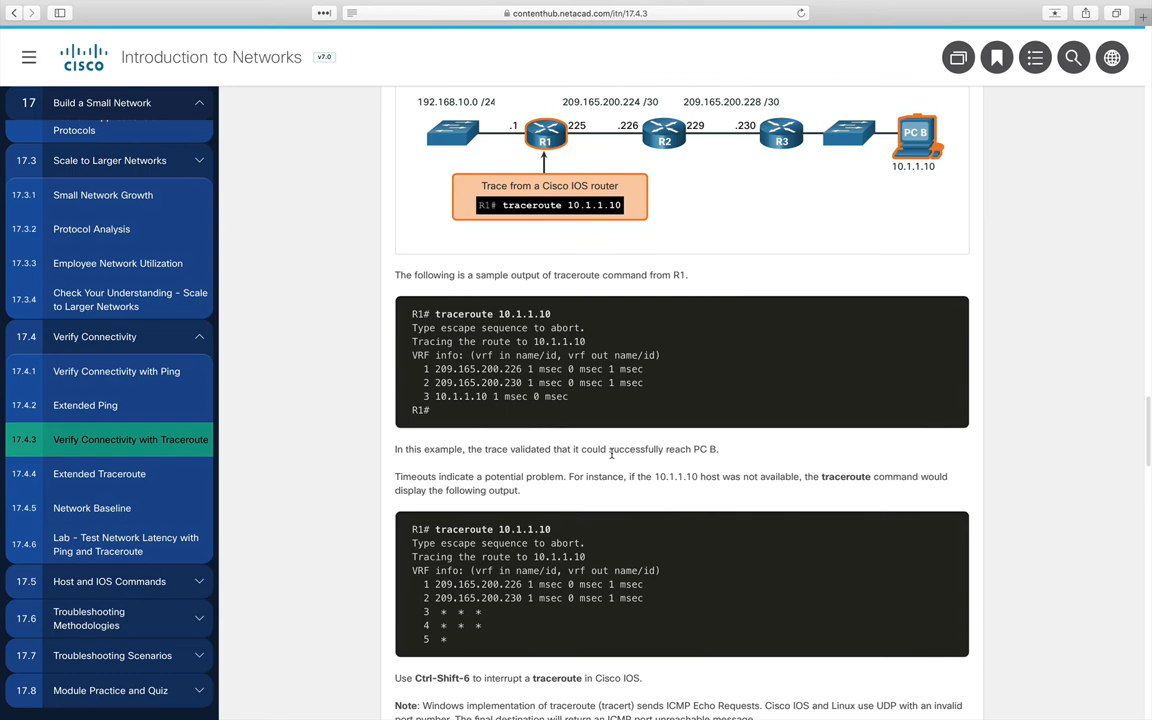 contenthub.netacad.com/itn/17.4.3
CISCO
Introduction to Networks
v7.0
17
Build a Small Network
Protocols
17.3
Scale to Larger Networks
17.3.1
Small Network Growth
17.3.2
Protocol Analysis
17.3.3
Employee Network Utilization
17.3.4
Check Your Understanding - Scale
to Larger Networks
17.4
Verify Connectivity
17.4.1
Verify Connectivity with Ping
17.4.2
Extended Ping
17.4.3
Verify Connectivity with Traceroute
17.4.4
Extended Traceroute
17.4.5
Network Baseline
17.4.6
Lab - Test Network Latency with
Ping and Traceroute
17.5
Host and IOS Commands
17.6
Troubleshooting
Methodologies
17.7
Troubleshooting Scenarios
17.8
Module Practice and Quiz
192.168.10.0 /24
209.165.200.224 /30
209.165.200.228 /30
.1
R1
225
.226
R2
229
.230
R3
PC B
10.1.1.10
Trace from a Cisco IOS router
R1# traceroute 10.1.1.10
The following is a sample output of traceroute command from R1.
R1# traceroute 10.1.1.10
Type escape sequence to abort.
Tracing the route to 10.1.1.10
VRF info: (vrf in name/id, vrf out name/id)
1 209.165.200.226 1 msec 0 msec 1 msec
2 209.165.200.230 1 msec 0 msec 1 msec
3 10.1.1.10 1 msec 0 msec
R1#
In this example, the trace validated that it could successfully reach PC B.
Timeouts indicate a potential problem. For instance, if the 10.1.1.10 host was not available, the traceroute command would
display the following output.
R1# traceroute 10.1.1.10
Type escape sequence to abort.
Tracing the route to 10.1.1.10
VRF info: (vrf in name/id, vrf out name/id)
1 209.165.200.226 1 msec 0 msec 1 msec
2 209.165.200.230 1 msec 0 msec 1 msec
3 * * *
4 * * *
5 *
Use Ctrl-Shift-6 to interrupt a traceroute in Cisco IOS.
Note: Windows implementation of traceroute (tracert) sends ICMP Echo Requests. Cisco IOS and Linux use UDP with an invalid
port number. The final destination will return an ICMP port unreachable message.